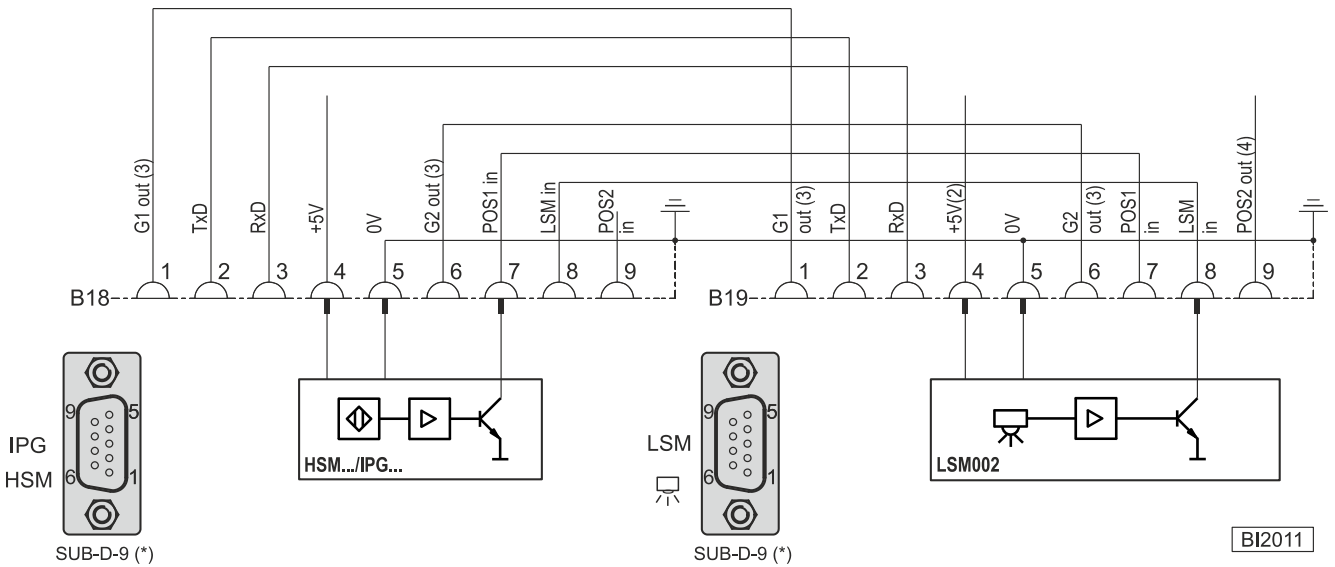 G1 out (3)
TxD
RxD
+5V
0V
G2 out (3)
POS1 in
LSM in
POS2
in
G1
out (3)
TxD
RxD
+5V(2)
0V
G2
out (3)
POS1
in
LSM
in
POS2 out (4)
B18 1 2 3 4 5 6 7 8 9
B19 1 2 3 4 5 6 7 8 9
9 5
IPG
HSM
6 1
SUB-D-9 (*)
HSM.../IPG...
9 5
LSM
6 1
SUB-D-9 (*)
LSM002
BI2011